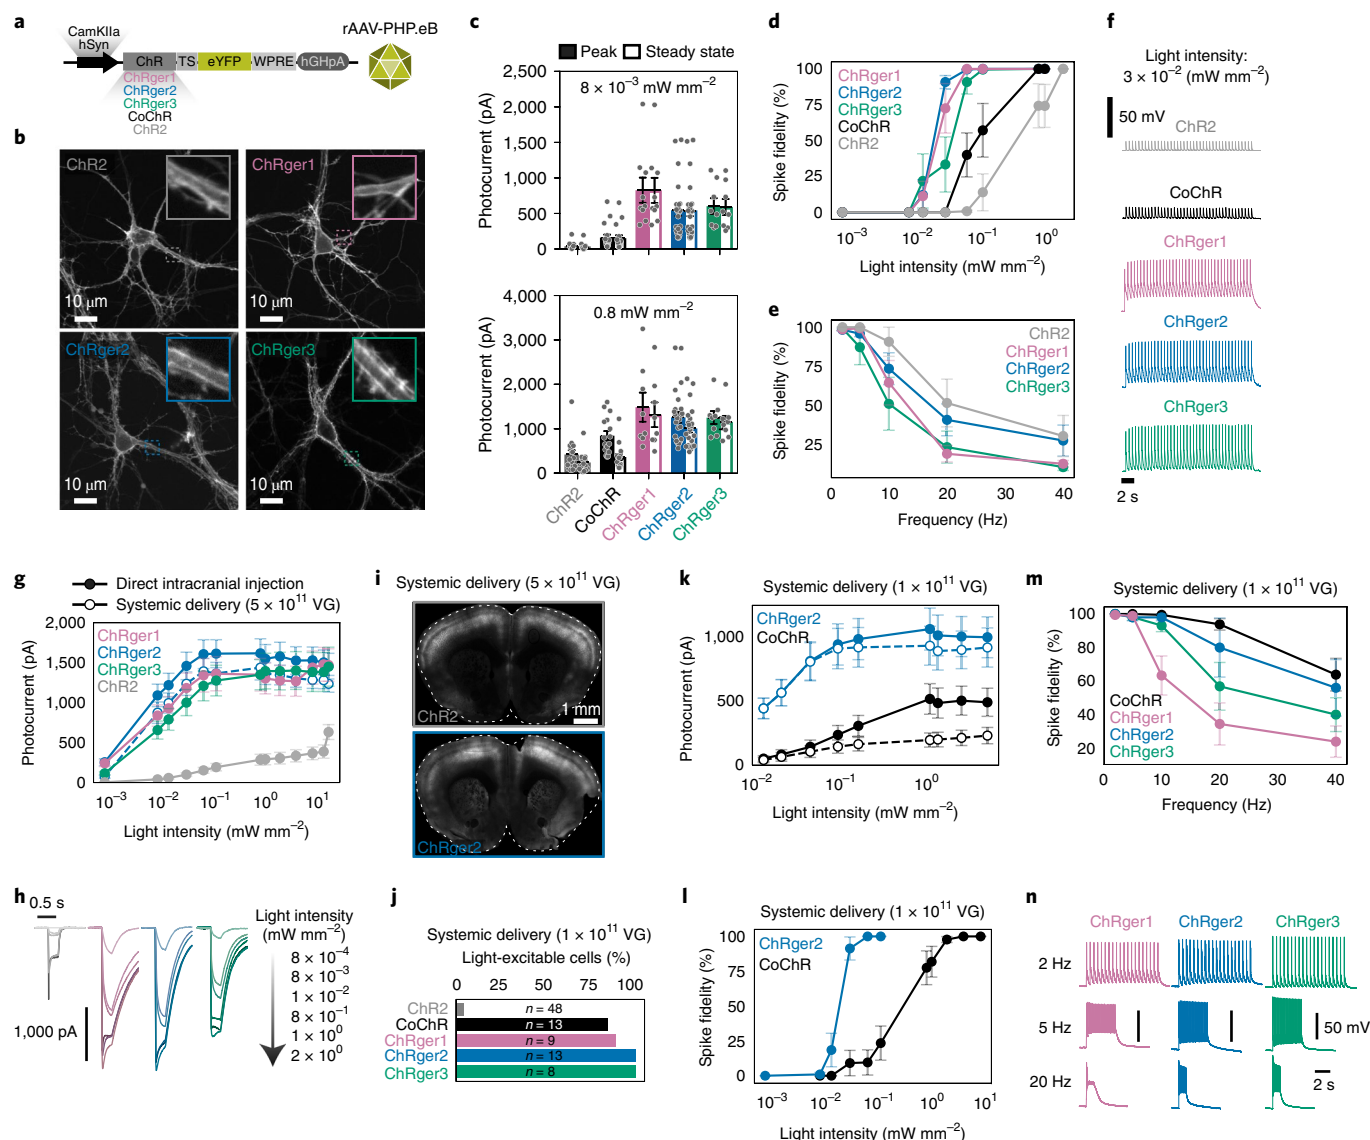 a
CamKIIa
hSyn
ChR
TS
eYFP
WPRE
hGHpA
rAAV-PHP.eB
ChRger1
ChRger2
ChRger3
CoChR
ChR2
b
ChR2
10 μm
ChRger1
10 μm
ChRger2
10 μm
ChRger3
10 μm
c
Peak
Steady state
8 × 10⁻³ mW mm⁻²
Photocurrent (pA)
2,500
2,000
1,500
1,000
500
0
0.8 mW mm⁻²
Photocurrent (pA)
4,000
3,000
2,000
1,000
0
ChR2
CoChR
ChRger1
ChRger2
ChRger3
d
ChRger1
ChRger2
ChRger3
CoChR
ChR2
Spike fidelity (%)
100
75
50
25
0
10⁻³
10⁻²
10⁻¹
10⁰
Light intensity (mW mm⁻²)
e
ChR2
ChRger1
ChRger2
ChRger3
Spike fidelity (%)
100
75
50
25
0
10
20
30
40
Frequency (Hz)
f
Light intensity:
3 × 10⁻² (mW mm⁻²)
50 mV
ChR2
CoChR
ChRger1
ChRger2
ChRger3
2 s
g
Direct intracranial injection
Systemic delivery (5 × 10¹¹ VG)
ChRger1
ChRger2
ChRger3
ChR2
Photocurrent (pA)
2,000
1,500
1,000
500
0
10⁻³
10⁻²
10⁻¹
10⁰
10¹
Light intensity (mW mm⁻²)
h
0.5 s
1,000 pA
Light intensity
(mW mm⁻²)
8 × 10⁻⁴
8 × 10⁻³
1 × 10⁻²
8 × 10⁻¹
1 × 10⁰
2 × 10⁰
i
Systemic delivery (5 × 10¹¹ VG)
ChR2
1 mm
ChRger2
j
Systemic delivery (1 × 10¹¹ VG)
Light-excitable cells (%)
0
25
50
75
100
ChR2
n = 48
CoChR
n = 13
ChRger1
n = 9
ChRger2
n = 13
ChRger3
n = 8
k
Systemic delivery (1 × 10¹¹ VG)
ChRger2
CoChR
Photocurrent (pA)
1,000
500
0
10⁻²
10⁻¹
10⁰
Light intensity (mW mm⁻²)
l
Systemic delivery (1 × 10¹¹ VG)
ChRger2
CoChR
Spike fidelity (%)
100
75
50
25
0
10⁻³
10⁻²
10⁻¹
10⁰
10¹
Light intensity (mW mm⁻²)
m
Systemic delivery (1 × 10¹¹ VG)
CoChR
ChRger1
ChRger2
ChRger3
Spike fidelity (%)
100
80
60
40
20
0
10
20
30
40
Frequency (Hz)
n
ChRger1
ChRger2
ChRger3
2 Hz
5 Hz
20 Hz
50 mV
2 s